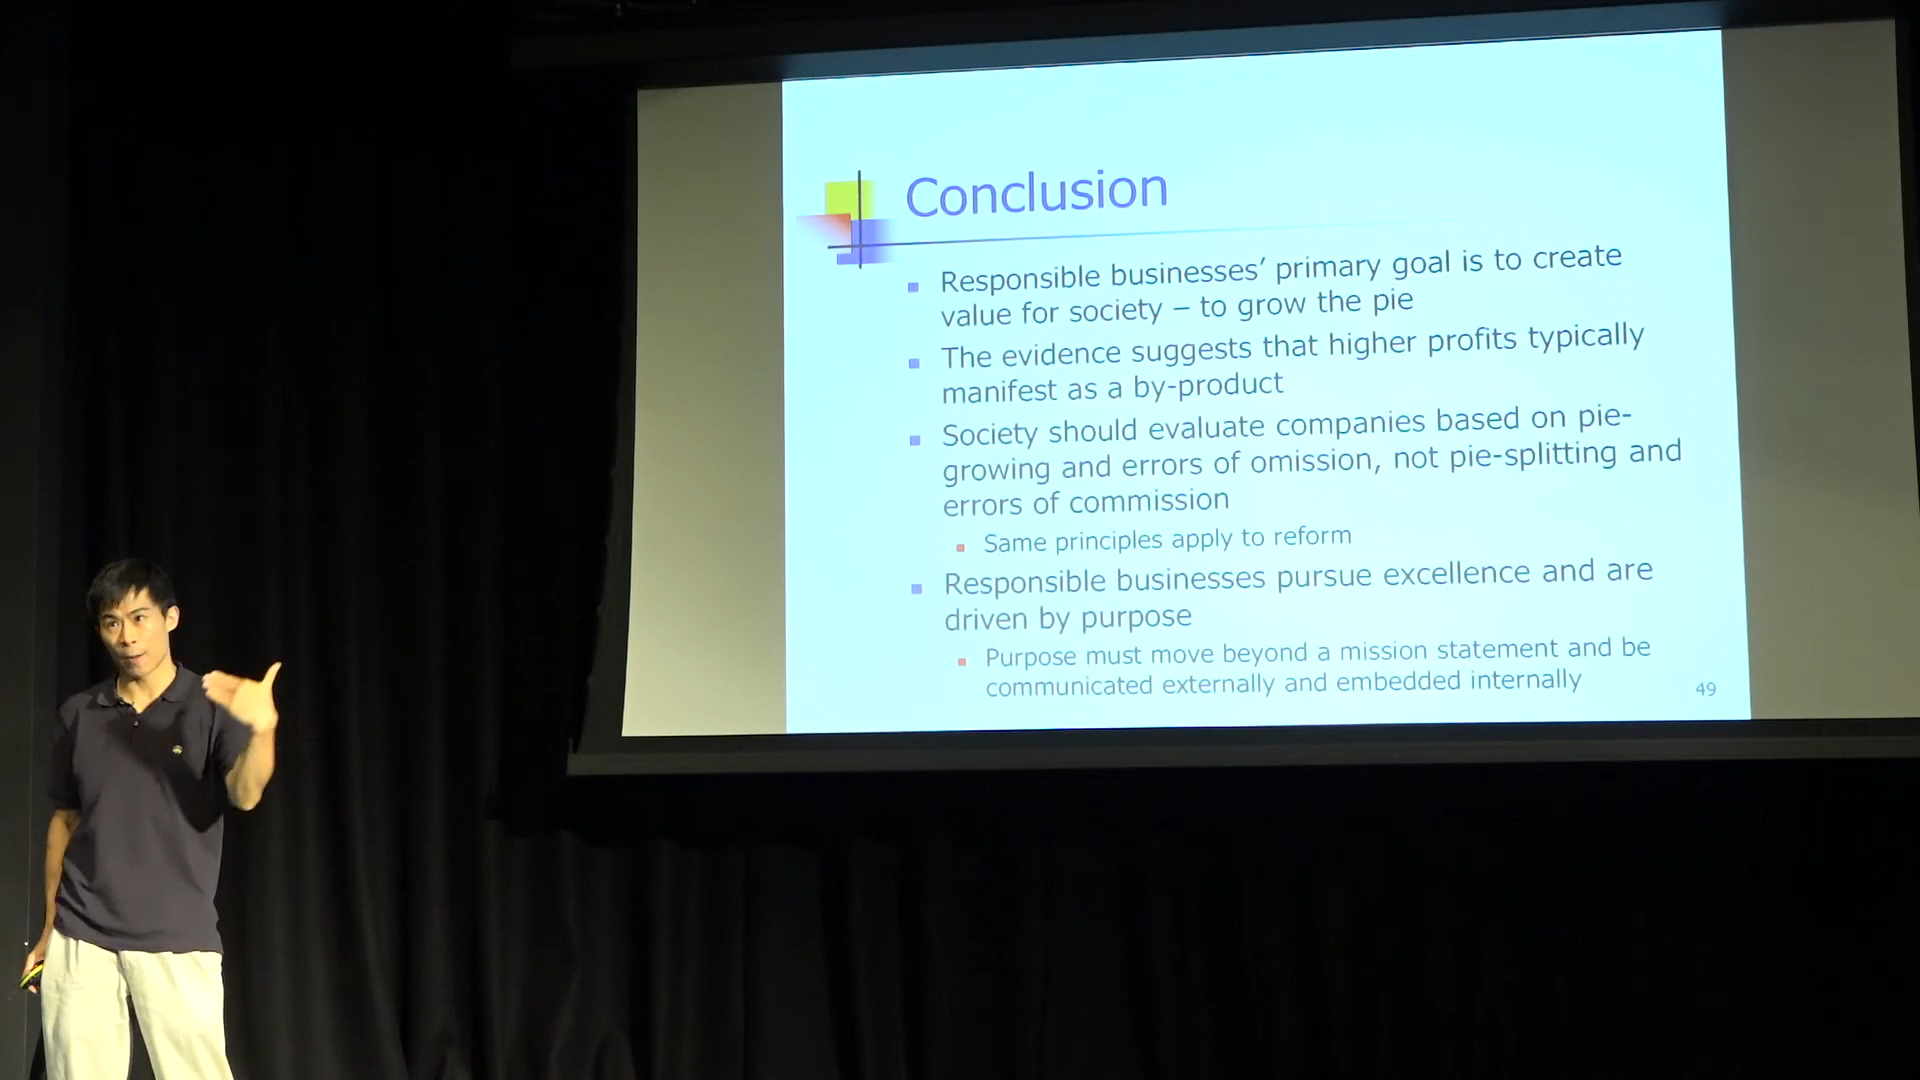 Conclusion
Responsible businesses’ primary goal is to create
value for society – to grow the pie
The evidence suggests that higher profits typically
manifest as a by-product
Society should evaluate companies based on pie-
growing and errors of omission, not pie-splitting and
errors of commission
Same principles apply to reform
Responsible businesses pursue excellence and are
driven by purpose
Purpose must move beyond a mission statement and be
communicated externally and embedded internally
49